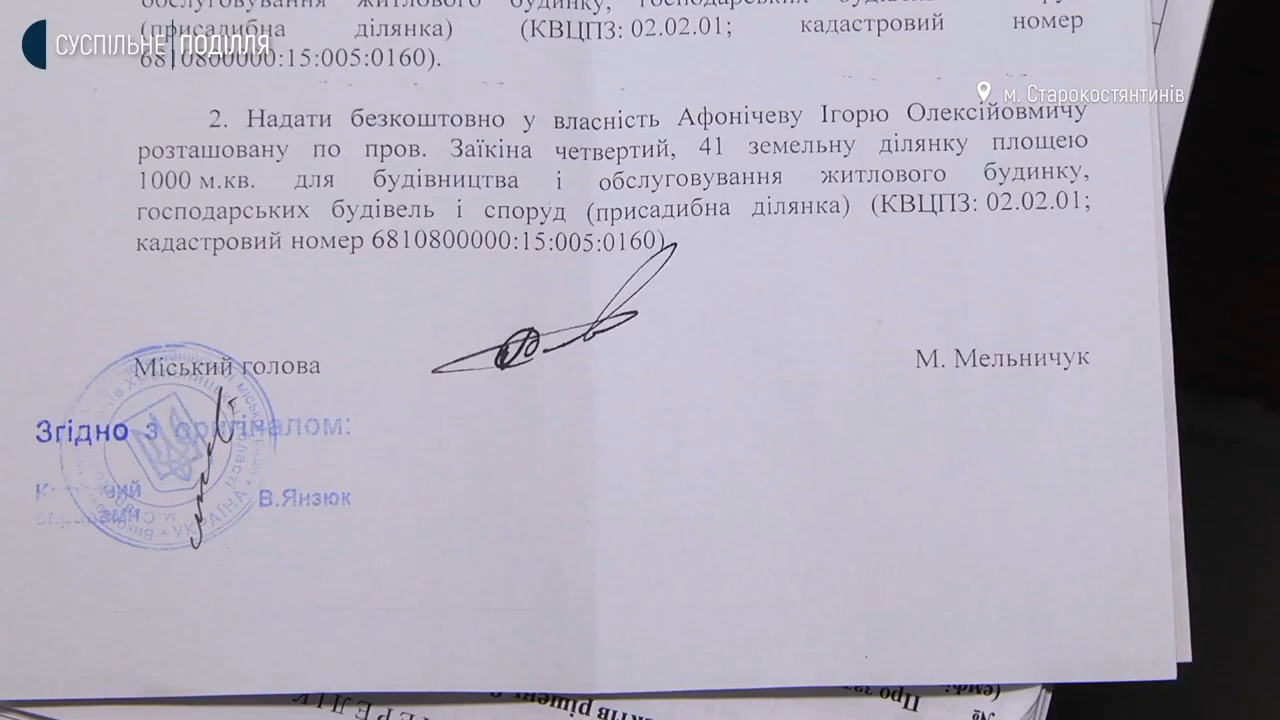 СУСПІЛЬНЕ ПОДІЛЛЯ
м. Старокостянтинів
обслуговування житлового будинку, господарських
(присадибна ділянка) (КВЦПЗ: 02.02.01; кадастровий номер
6810800000:15:005:0160).
2. Надати безкоштовно у власність Афонічеву Ігорю Олексійовмичу
розташовану по пров. Заїкіна четвертий, 41 земельну ділянку площею
1000 м.кв. для будівництва і обслуговування житлового будинку,
господарських будівель і споруд (присадибна ділянка) (КВЦПЗ: 02.02.01;
кадастровий номер 6810800000:15:005:0160)
Міський голова М. Мельничук
Згідно з оригіналом:
В.Янзюк
УКРАЇНА